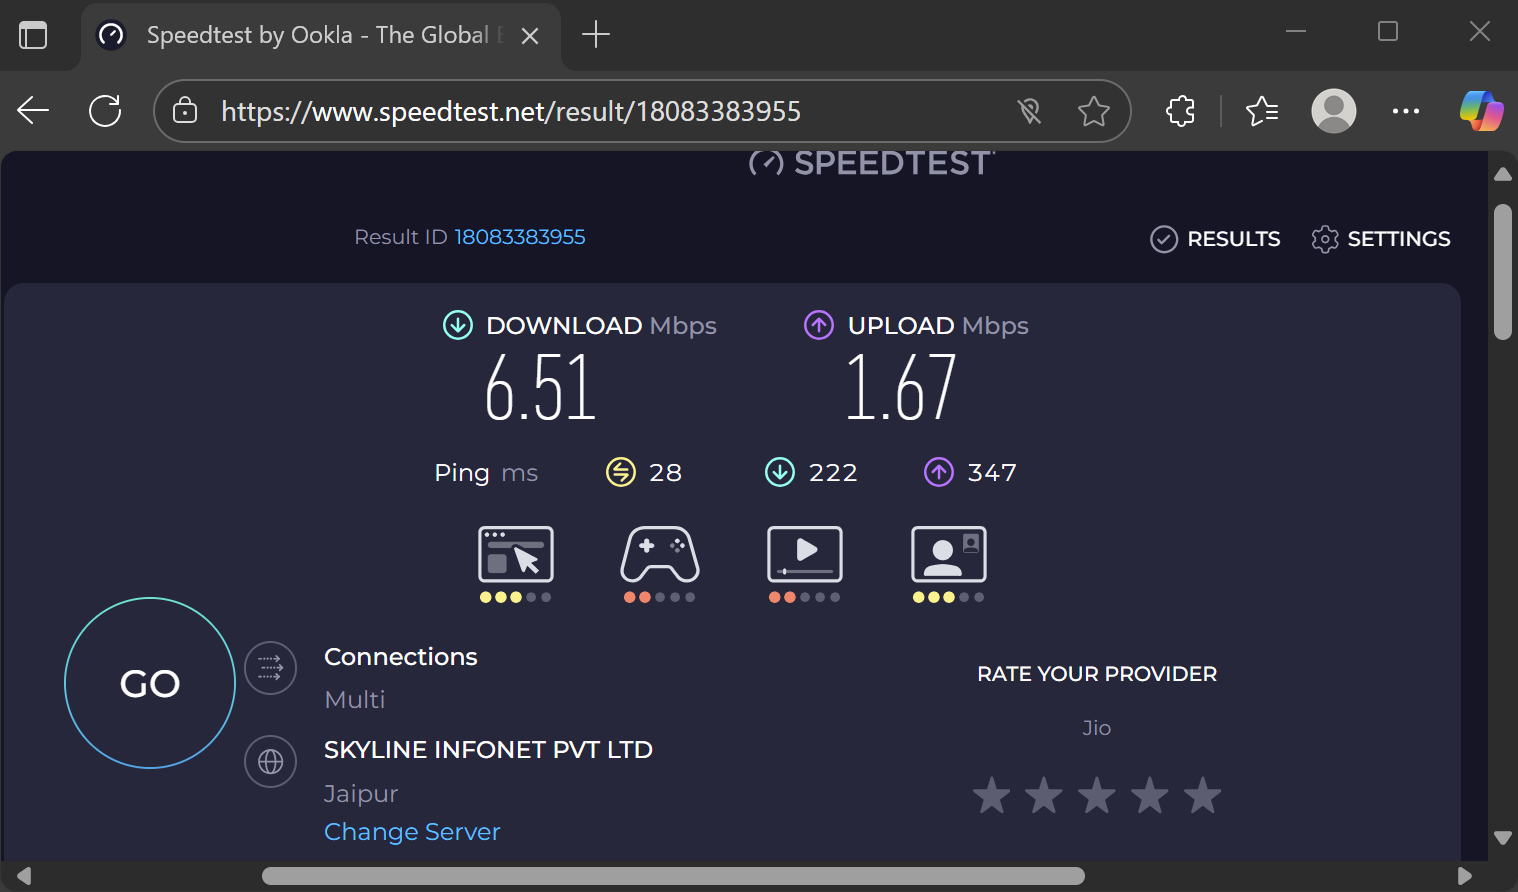 Speedtest by Ookla - The Global
https://www.speedtest.net/result/18083383955
SPEEDTEST
Result ID 18083383955
RESULTS
SETTINGS
DOWNLOAD Mbps
6.51
UPLOAD Mbps
1.67
Ping ms 28 222 347
GO
Connections
Multi
SKYLINE INFONET PVT LTD
Jaipur
Change Server
RATE YOUR PROVIDER
Jio